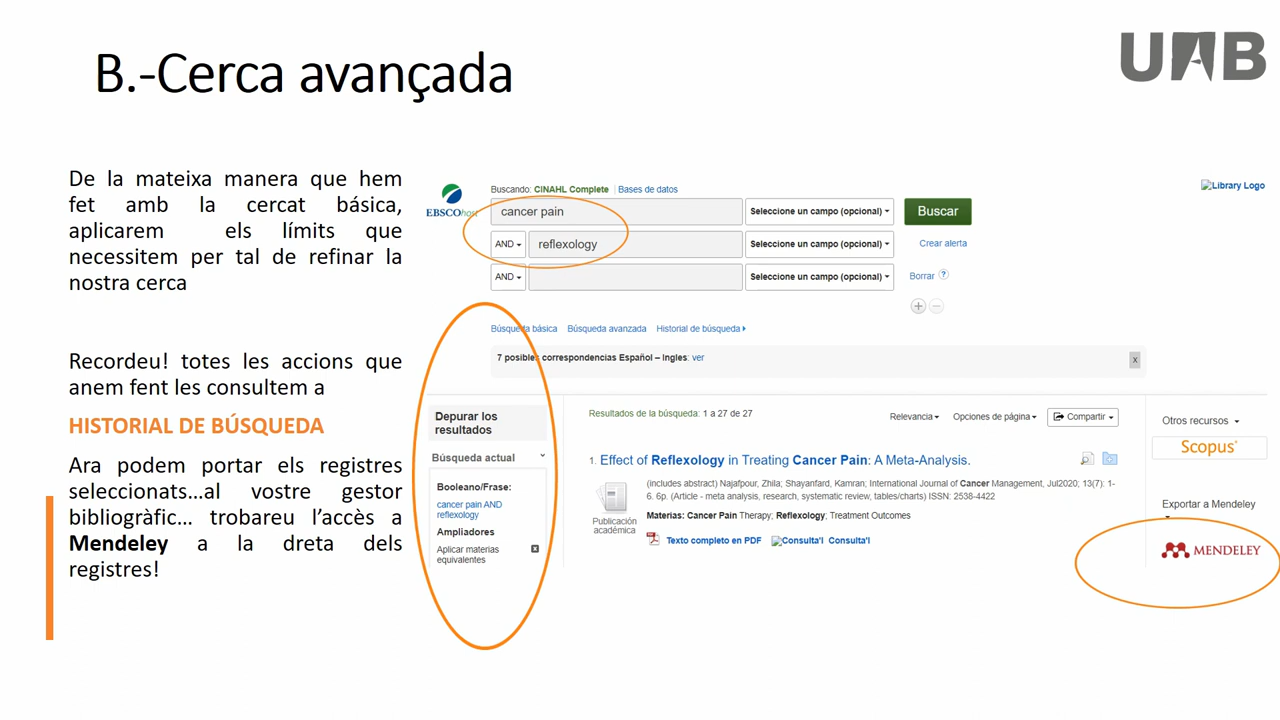 B.-Cerca avançada
UAB
De la mateixa manera que hem
fet amb la cercat bàsica,
aplicarem els límits que
necessitem per tal de refinar la
nostra cerca
Recordeu! totes les accions que
anem fent les consultem a
HISTORIAL DE BÚSQUEDA
Ara podem portar els registres
seleccionats...al vostre gestor
bibliogràfic... trobareu l'accès a
Mendeley a la dreta dels
registres!
EBSCOhost
Buscando: CINAHL Complete Bases de datos
Library Logo
cancer pain
Seleccione un campo (opcional)
Buscar
AND
reflexology
Seleccione un campo (opcional)
Crear alerta
AND
Seleccione un campo (opcional)
Borrar ?
Búsqueda básica Búsqueda avanzada Historial de búsqueda
7 posibles correspondencias Español – Ingles: ver
x
Depurar los
resultados
Búsqueda actual
Booleano/Frase:
cancer pain AND
reflexology
Ampliadores
Aplicar materias
equivalentes
x
Resultados de la búsqueda: 1 a 27 de 27
Relevancia Opciones de página Compartir
1. Effect of Reflexology in Treating Cancer Pain: A Meta-Analysis.
(includes abstract) Najafpour, Zhila; Shayanfard, Kamran; International Journal of Cancer Management, Jul2020; 13(7): 1-
6. 6p. (Article - meta analysis, research, systematic review, tables/charts) ISSN: 2538-4422
Materias: Cancer Pain Therapy; Reflexology; Treatment Outcomes
Publicación
académica
Texto completo en PDF Consulta'l Consulta'l
Otros recursos
Scopus®
Exportar a Mendeley
MENDELEY